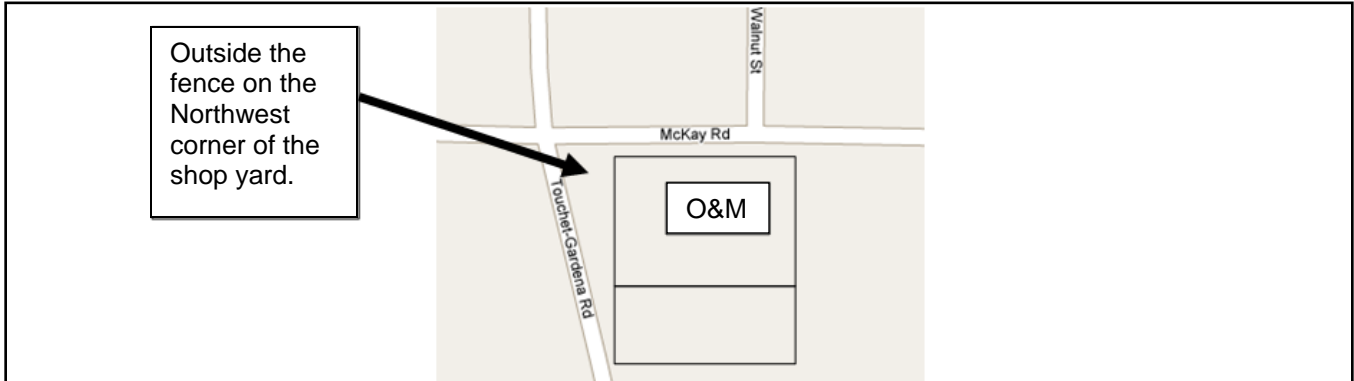 Outside the
fence on the
Northwest
corner of the
shop yard.
Walnut St
McKay Rd
O&M
Touchet-Gardena Rd